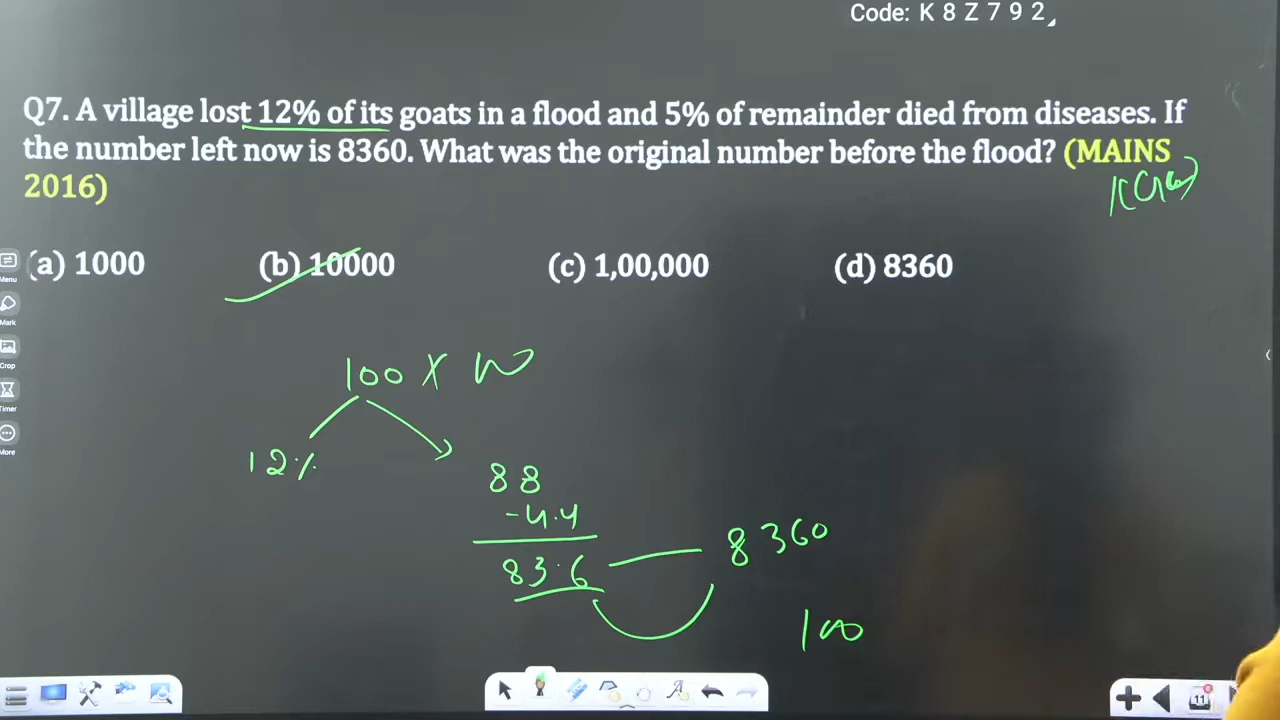 Code: K 8 Z 7 9 2
Q7. A village lost 12% of its goats in a flood and 5% of remainder died from diseases. If
the number left now is 8360. What was the original number before the flood? (MAINS
2016)
(a) 1000 (b) 10000 (c) 1,00,000 (d) 8360
Menu
Mark
Crop
Timer
More
100 X 100
12%
88
-4.4
83.6
8360
100
11